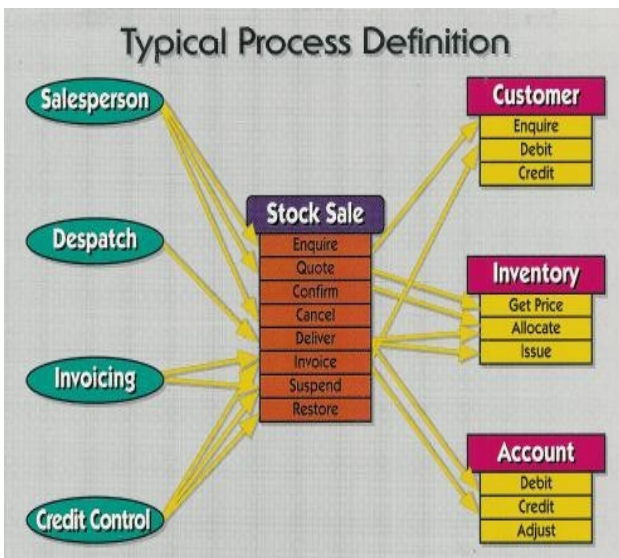 Typical Process Definition
Salesperson
Despatch
Invoicing
Credit Control
Stock Sale
Enquire
Quote
Confirm
Cancel
Deliver
Invoice
Suspend
Restore
Customer
Enquire
Debit
Credit
Inventory
Get Price
Allocate
Issue
Account
Debit
Credit
Adjust